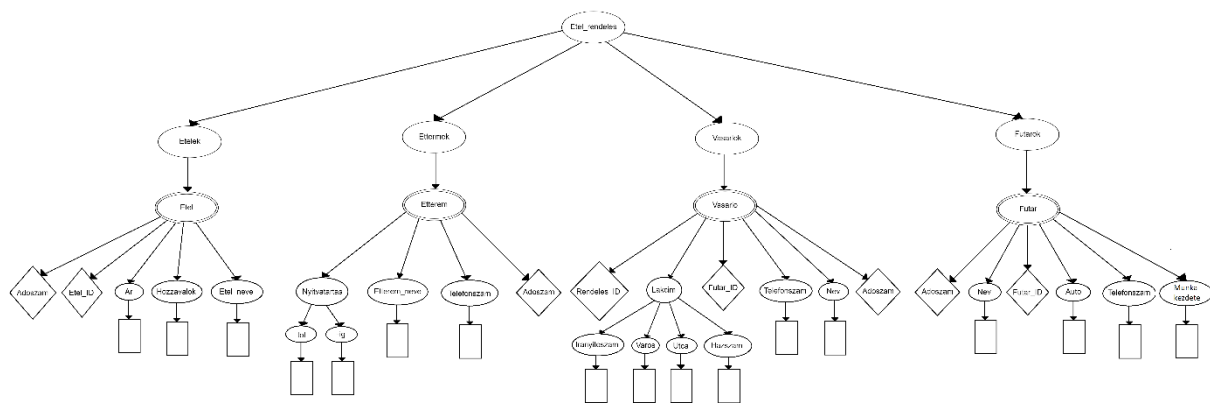 Etel_rendeles
Etelek
Ettermek
Vasarlok
Futarok
Etel
Etterem
Vasarlo
Futar
Adoszam
Etel_ID
Ar
Hozzavalok
Etel_neve
Nyitvatartas
Etterem_neve
Telefonszam
Adoszam
Rendeles_ID
Lakcim
Futar_ID
Telefonszam
Nev
Adoszam
Adoszam
Nev
Futar_ID
Auto
Telefonszam
Munka
kezdete
tol
ig
Iranyitoszam
Varos
Utca
Hazszam